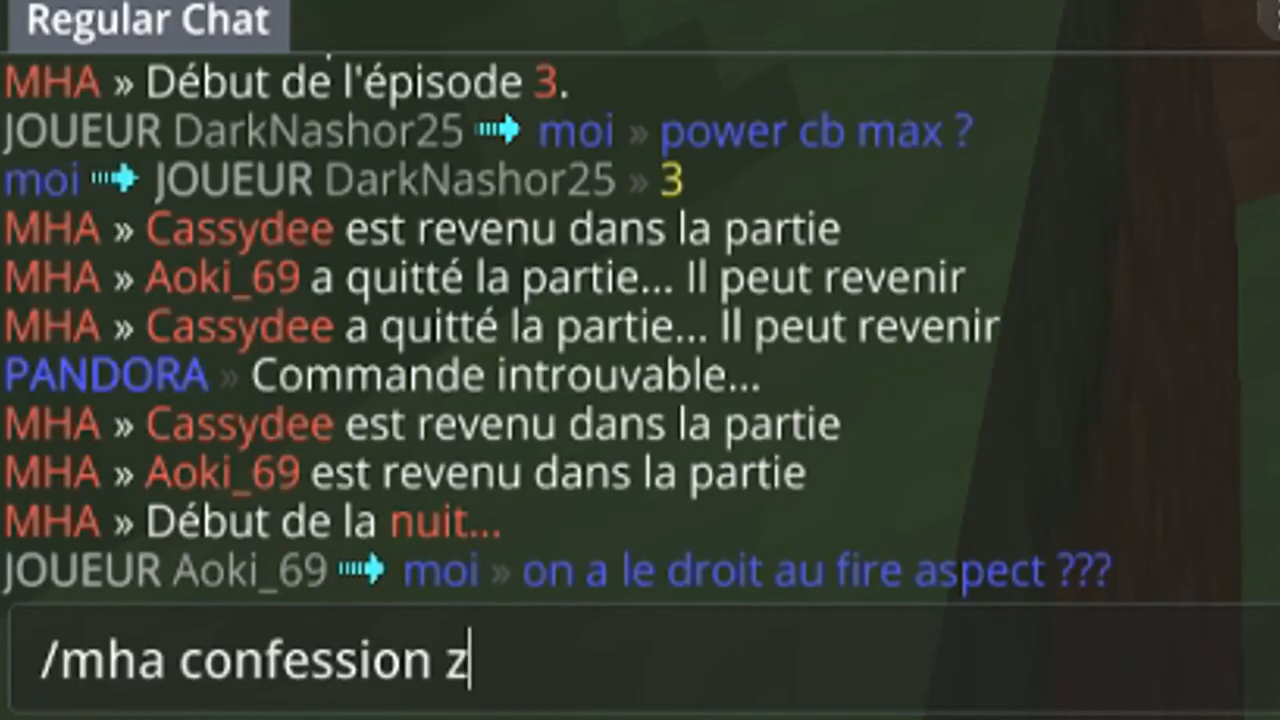 Regular Chat
MHA » Début de l'épisode 3.
JOUEUR DarkNashor25 ➠ moi » power cb max ?
moi ➠ JOUEUR DarkNashor25 » 3
MHA » Cassydee est revenu dans la partie
MHA » Aoki_69 a quitté la partie... Il peut revenir
MHA » Cassydee a quitté la partie... Il peut revenir
PANDORA » Commande introuvable...
MHA » Cassydee est revenu dans la partie
MHA » Aoki_69 est revenu dans la partie
MHA » Début de la nuit...
JOUEUR Aoki_69 ➠ moi » on a le droit au fire aspect ???
/mha confession z